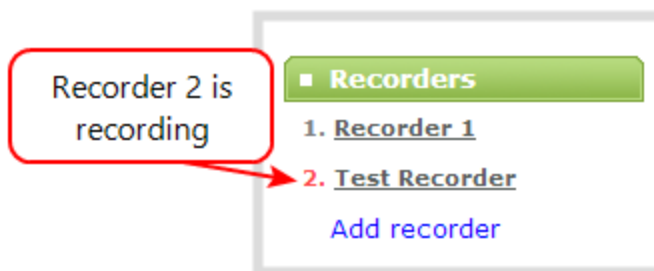 Recorder 2 is
recording
Recorders
1. Recorder 1
2. Test Recorder
Add recorder